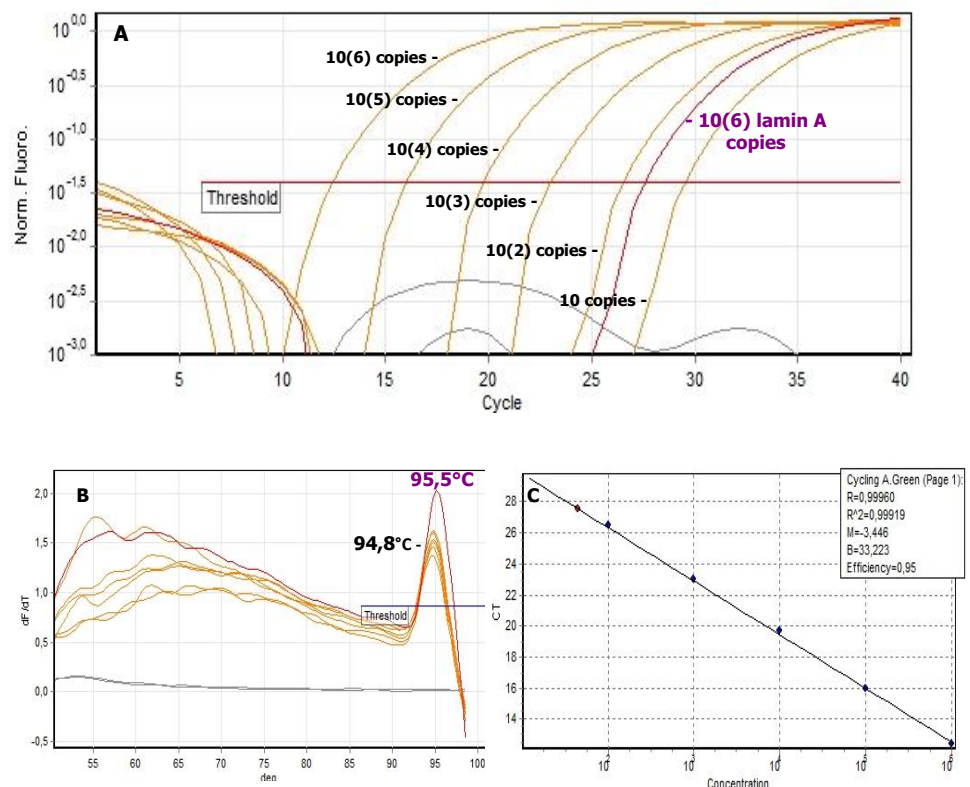 A
10^0,0
10^-0,5
10^-1,0
10^-1,5
10^-2,0
10^-2,5
10^-3,0
Norm. Fluoro.
10(6) copies -
10(5) copies -
10(4) copies -
10(3) copies -
10(2) copies -
10 copies -
- 10(6) lamin A
copies
Threshold
5 10 15 20 25 30 35 40
Cycle
B
95,5°C
94,8°C -
2,0
1,5
1,0
0,5
0,0
-0,5
dF/dT
Threshold
55 60 65 70 75 80 85 90 95 100
deg
C
28
26
24
22
20
18
16
14
CT
Cycling A.Green (Page 1):
R=0,99960
R^2=0,99919
M=-3,446
B=33,223
Efficiency=0,95
Concentration